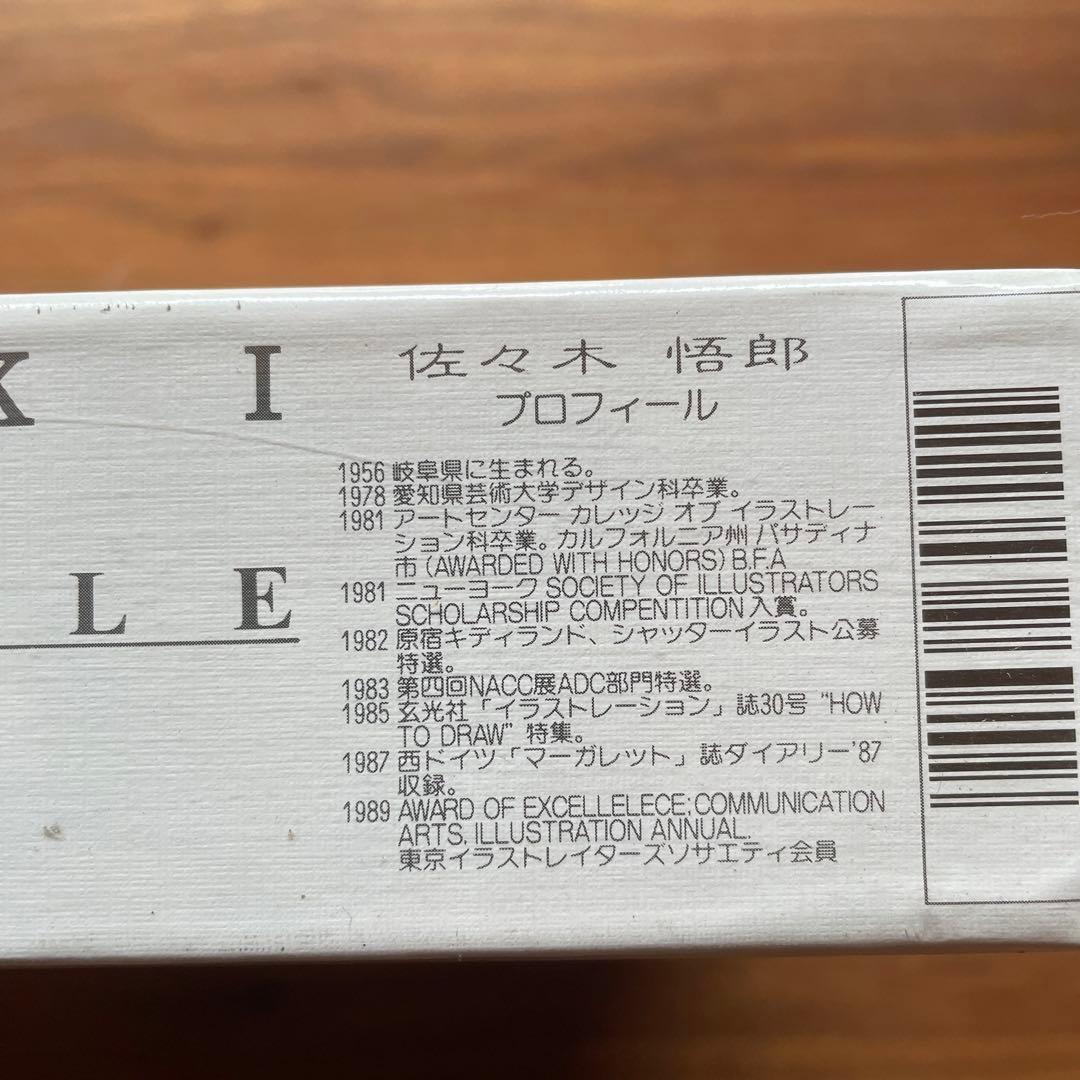 K I
L E
佐々木 悟郎
プロフィール
1956 岐阜県に生まれる。
1978 愛知県芸術大学デザイン科卒業。
1981 アートセンター カレッジ オブ イラストレー
ション科卒業。カルフォルニア州 パサディナ
市 (AWARDED WITH HONORS) B.F.A
1981 ニューヨーク SOCIETY OF ILLUSTRATORS
SCHOLARSHIP COMPENTITION 入賞。
1982 原宿キディランド、シャッターイラスト公募
特選。
1983 第四回NACC展ADC部門特選。
1985 玄光社「イラストレーション」誌30号 "HOW
TO DRAW" 特集。
1987 西ドイツ「マーガレット」誌ダイアリー'87
収録。
1989 AWARD OF EXCELLELECE; COMMUNICATION
ARTS, ILLUSTRATION ANNUAL.
東京イラストレイターズソサエティ会員